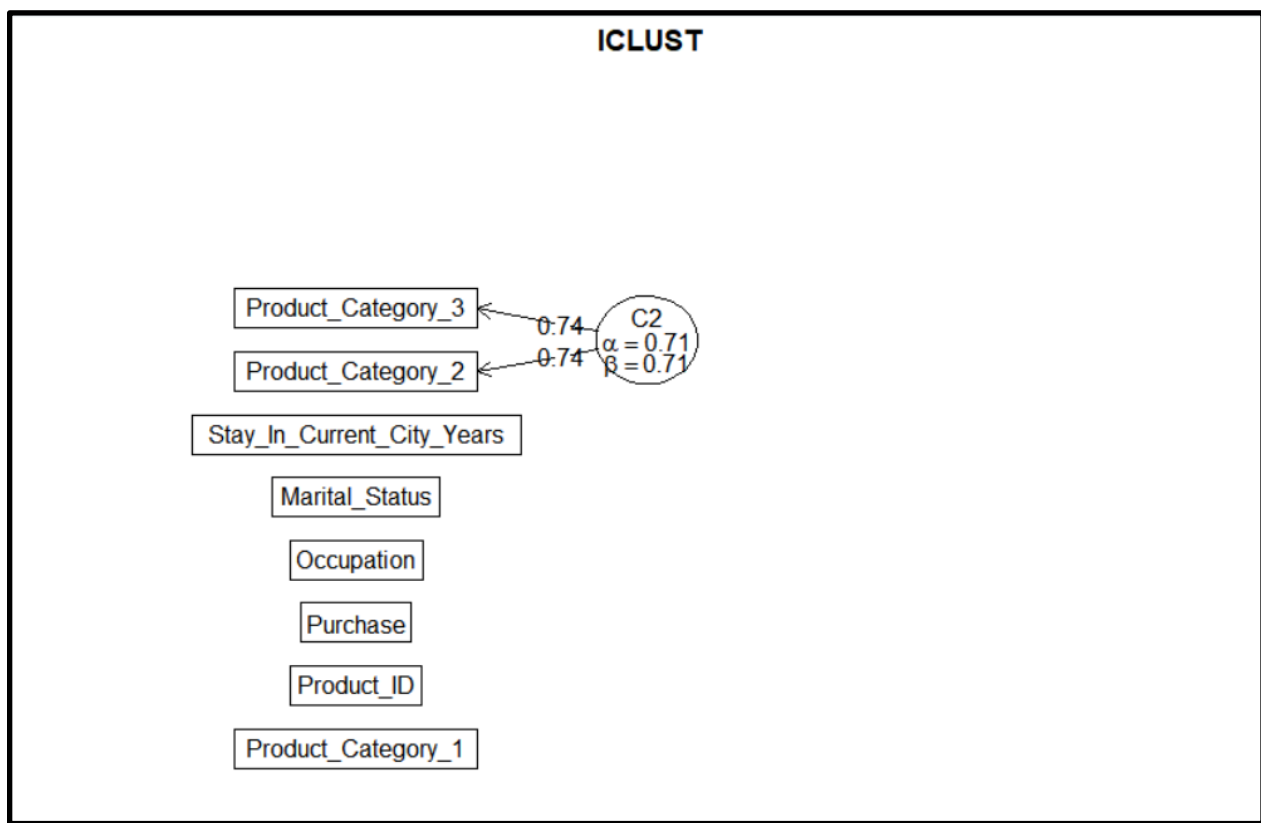 ICLUST
Product_Category_3
0.74
C2
α = 0.71
β = 0.71
0.74
Product_Category_2
Stay_In_Current_City_Years
Marital_Status
Occupation
Purchase
Product_ID
Product_Category_1